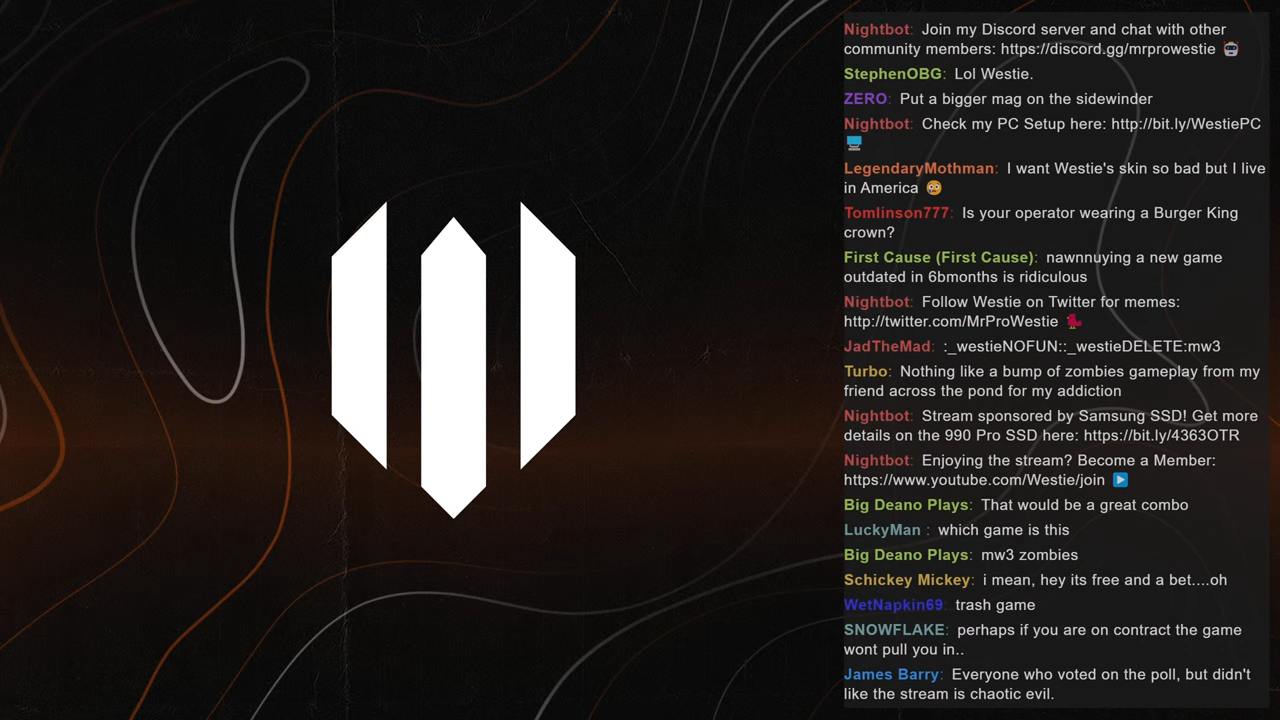 Nightbot: Join my Discord server and chat with other
community members: https://discord.gg/mrprowestie
StephenOBG: Lol Westie.
ZERO: Put a bigger mag on the sidewinder
Nightbot: Check my PC Setup here: http://bit.ly/WestiePC
LegendaryMothman: I want Westie's skin so bad but I live
in America
Tomlinson777: Is your operator wearing a Burger King
crown?
First Cause (First Cause): nawnnuying a new game
outdated in 6bmonths is ridiculous
Nightbot: Follow Westie on Twitter for memes:
http://twitter.com/MrProWestie
JadTheMad: :_westieNOFUN::_westieDELETE:mw3
Turbo: Nothing like a bump of zombies gameplay from my
friend across the pond for my addiction
Nightbot: Stream sponsored by Samsung SSD! Get more
details on the 990 Pro SSD here: https://bit.ly/4363OTR
Nightbot: Enjoying the stream? Become a Member:
https://www.youtube.com/Westie/join
Big Deano Plays: That would be a great combo
LuckyMan : which game is this
Big Deano Plays: mw3 zombies
Schickey Mickey: i mean, hey its free and a bet....oh
WetNapkin69: trash game
SNOWFLAKE: perhaps if you are on contract the game
wont pull you in..
James Barry: Everyone who voted on the poll, but didn't
like the stream is chaotic evil.